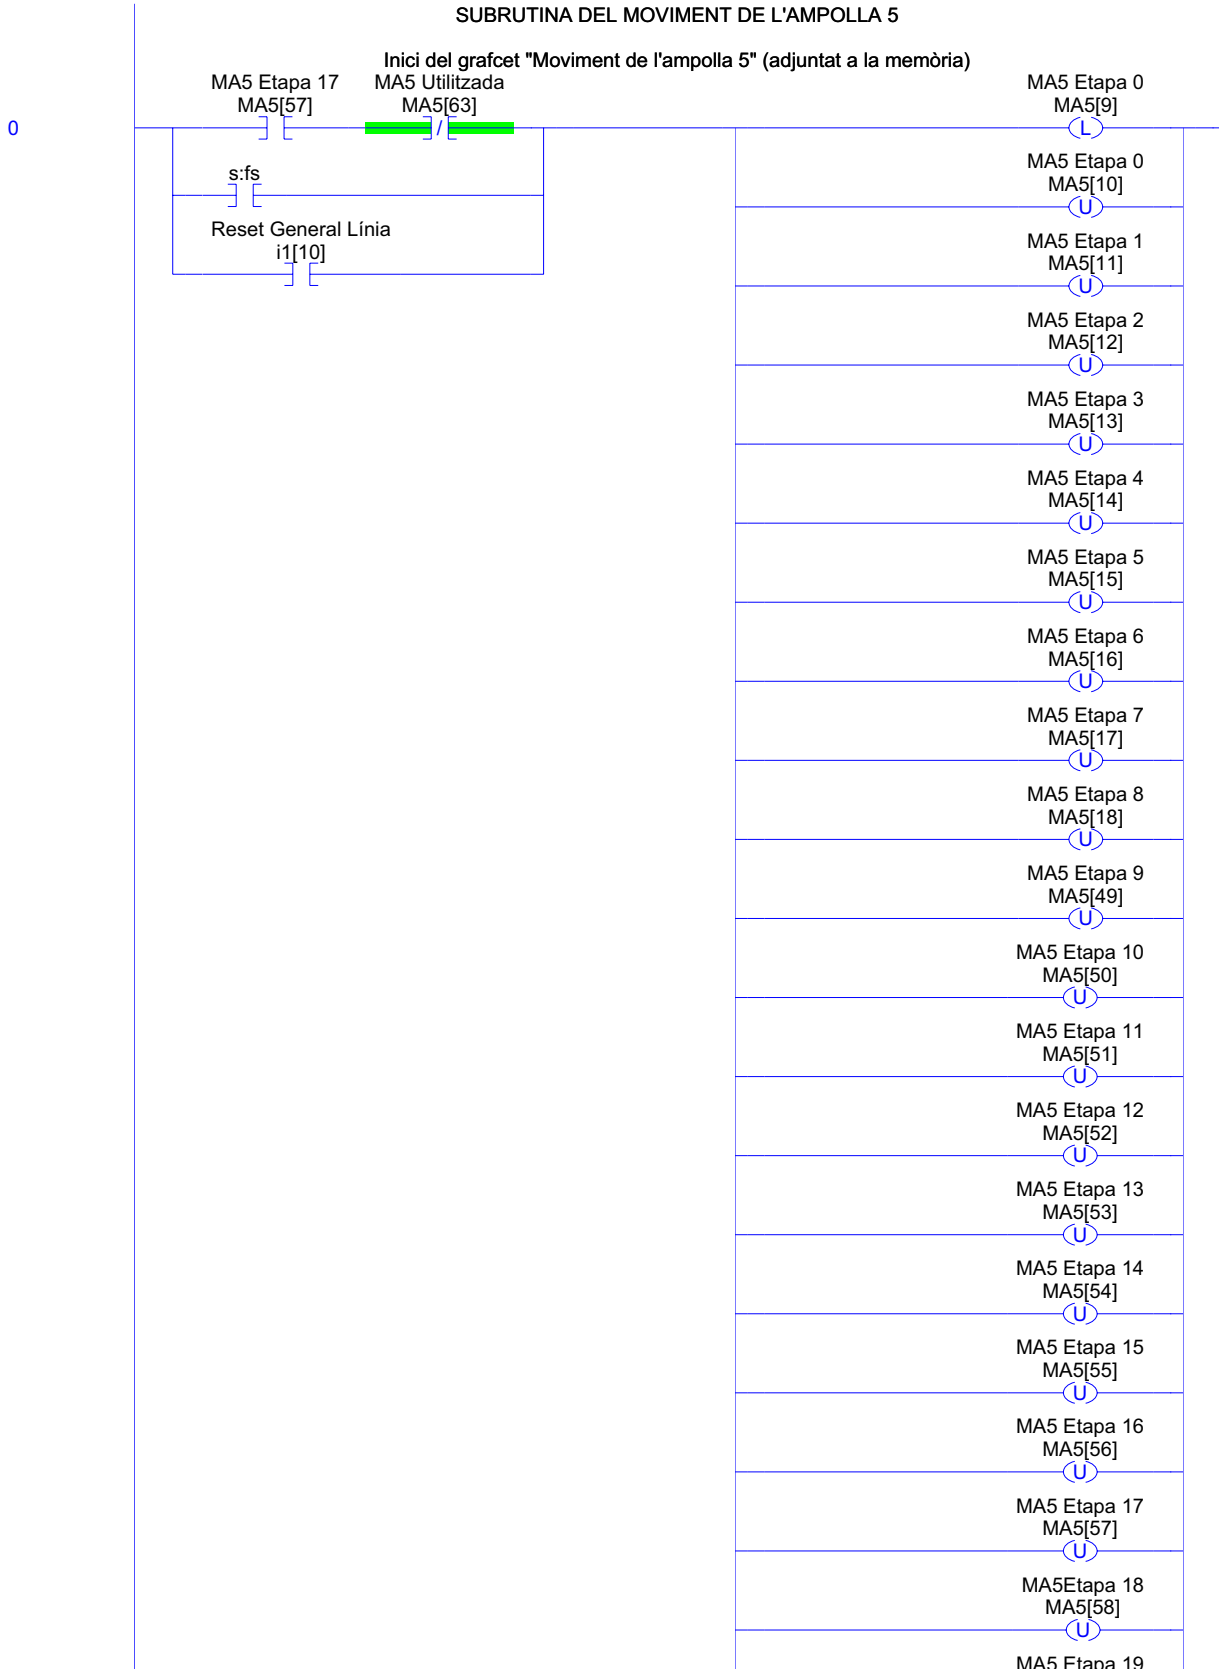 SUBRUTINA DEL MOVIMENT DE L'AMPOLLA 5
Inici del grafcet "Moviment de l'ampolla 5" (adjuntat a la memòria)
MA5 Etapa 17 MA5 Utilitzada MA5 Etapa 0
MA5[57] MA5[63] MA5[9]
0 / L
s:fs
MA5 Etapa 0
MA5[10]
U
Reset General Línia
i1[10]
MA5 Etapa 1
MA5[11]
U
MA5 Etapa 2
MA5[12]
U
MA5 Etapa 3
MA5[13]
U
MA5 Etapa 4
MA5[14]
U
MA5 Etapa 5
MA5[15]
U
MA5 Etapa 6
MA5[16]
U
MA5 Etapa 7
MA5[17]
U
MA5 Etapa 8
MA5[18]
U
MA5 Etapa 9
MA5[49]
U
MA5 Etapa 10
MA5[50]
U
MA5 Etapa 11
MA5[51]
U
MA5 Etapa 12
MA5[52]
U
MA5 Etapa 13
MA5[53]
U
MA5 Etapa 14
MA5[54]
U
MA5 Etapa 15
MA5[55]
U
MA5 Etapa 16
MA5[56]
U
MA5 Etapa 17
MA5[57]
U
MA5Etapa 18
MA5[58]
U
MA5 Etapa 19